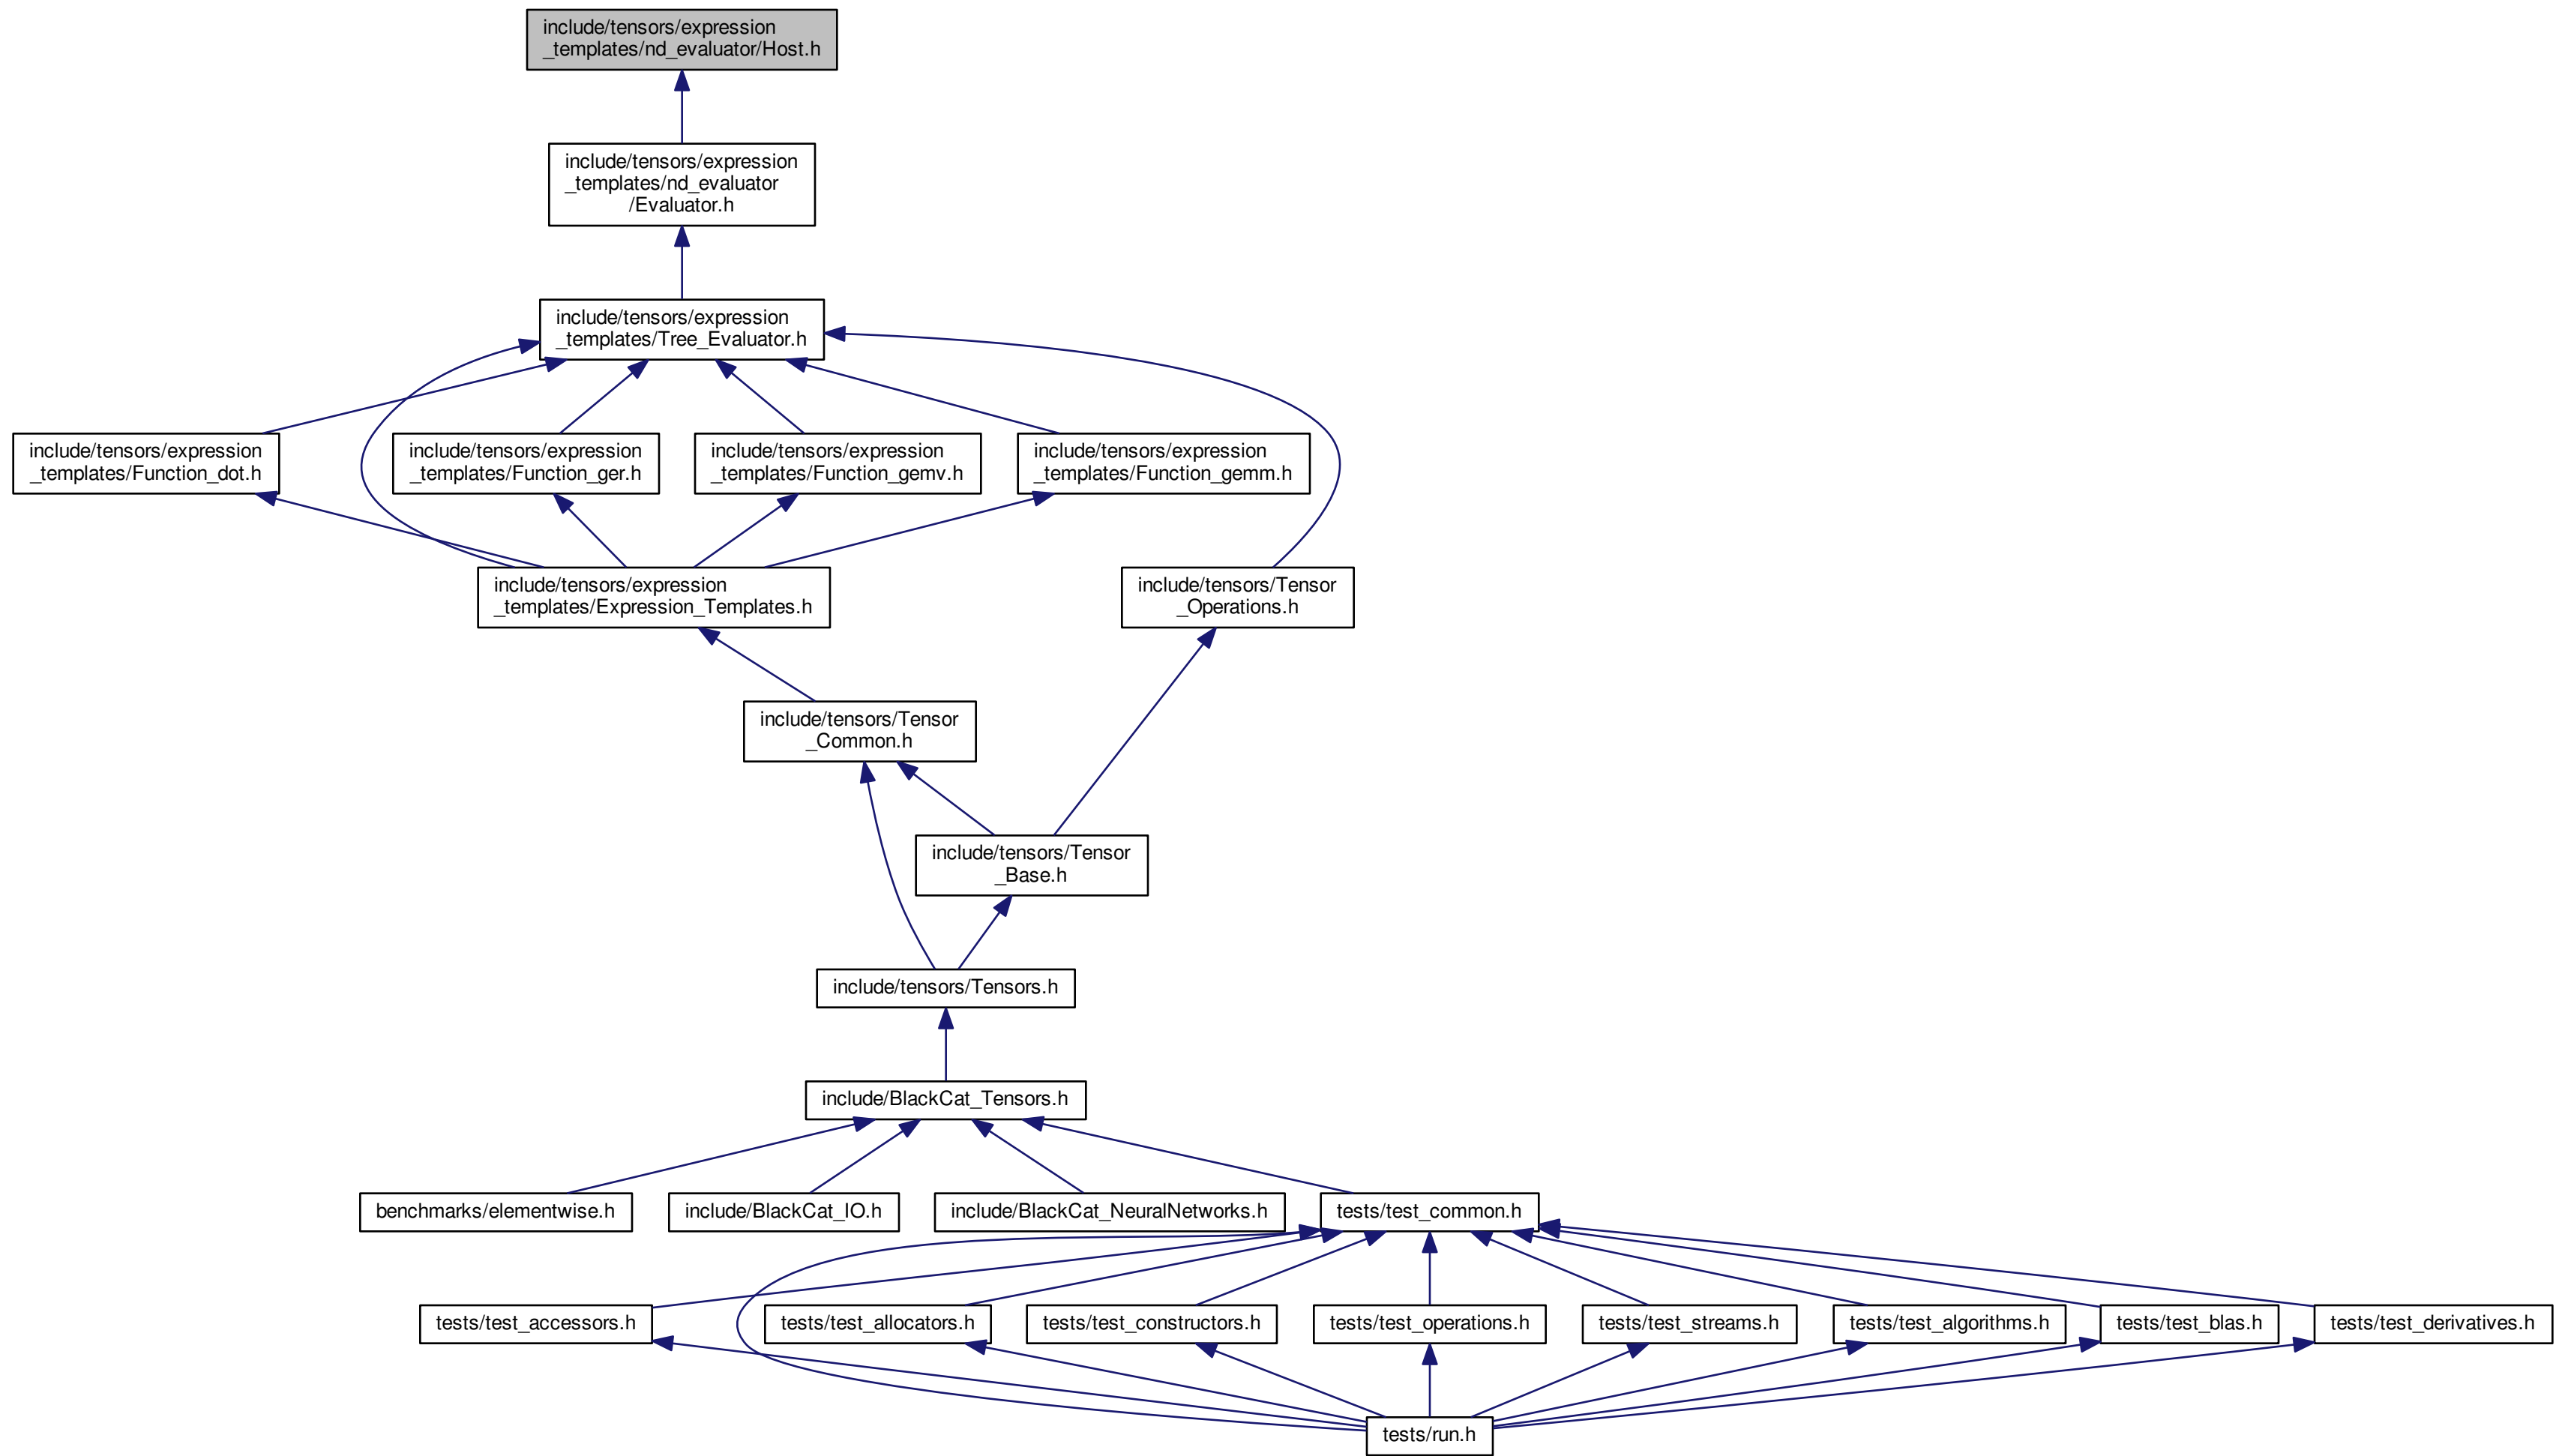 include/tensors/expression
_templates/nd_evaluator/Host.h
include/tensors/expression
_templates/nd_evaluator
/Evaluator.h
include/tensors/expression
_templates/Tree_Evaluator.h
include/tensors/expression
_templates/Function_dot.h
include/tensors/expression
_templates/Function_ger.h
include/tensors/expression
_templates/Function_gemv.h
include/tensors/expression
_templates/Function_gemm.h
include/tensors/expression
_templates/Expression_Templates.h
include/tensors/Tensor
_Operations.h
include/tensors/Tensor
_Common.h
include/tensors/Tensor
_Base.h
include/tensors/Tensors.h
include/BlackCat_Tensors.h
benchmarks/elementwise.h
include/BlackCat_IO.h
include/BlackCat_NeuralNetworks.h
tests/test_common.h
tests/test_accessors.h
tests/test_allocators.h
tests/test_constructors.h
tests/test_operations.h
tests/test_streams.h
tests/test_algorithms.h
tests/test_blas.h
tests/test_derivatives.h
tests/run.h